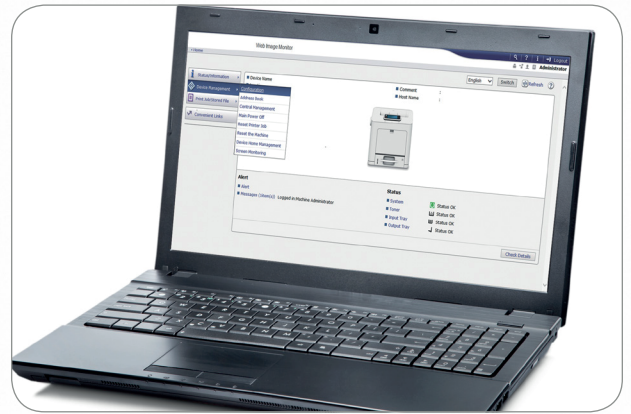 Web Image Monitor
Home
Logout
Administrator
English
Switch
Refresh
Status/Information
Device Management
Print Job/Stored File
Convenient Links
Device Name
Comment :
Host Name :
Configuration
Address Book
Central Management
Main Power Off
Reset Printer Job
Reset the Machine
Device Home Management
Screen Monitoring
Alert
Alert
Messages (1item(s)) Logged in Machine Administrator
Status
System Status OK
Toner Status OK
Input Tray Status OK
Output Tray Status OK
Check Details